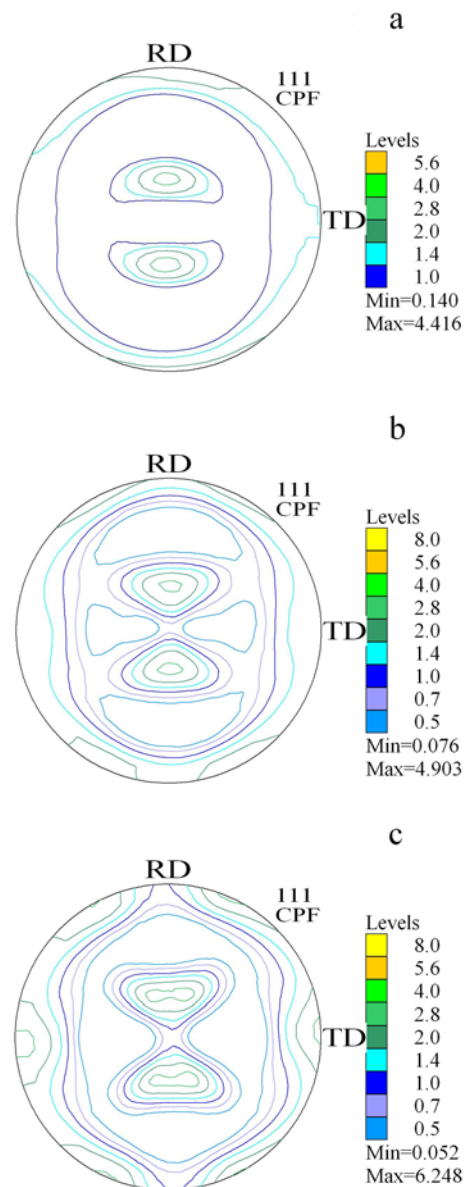 a
RD
111
CPF
Levels
5.6
4.0
2.8
TD
2.0
1.4
1.0
Min=0.140
Max=4.416
b
RD
111
CPF
Levels
8.0
5.6
4.0
2.8
TD
2.0
1.4
1.0
0.7
0.5
Min=0.076
Max=4.903
c
RD
111
CPF
Levels
8.0
5.6
4.0
2.8
TD
2.0
1.4
1.0
0.7
0.5
Min=0.052
Max=6.248